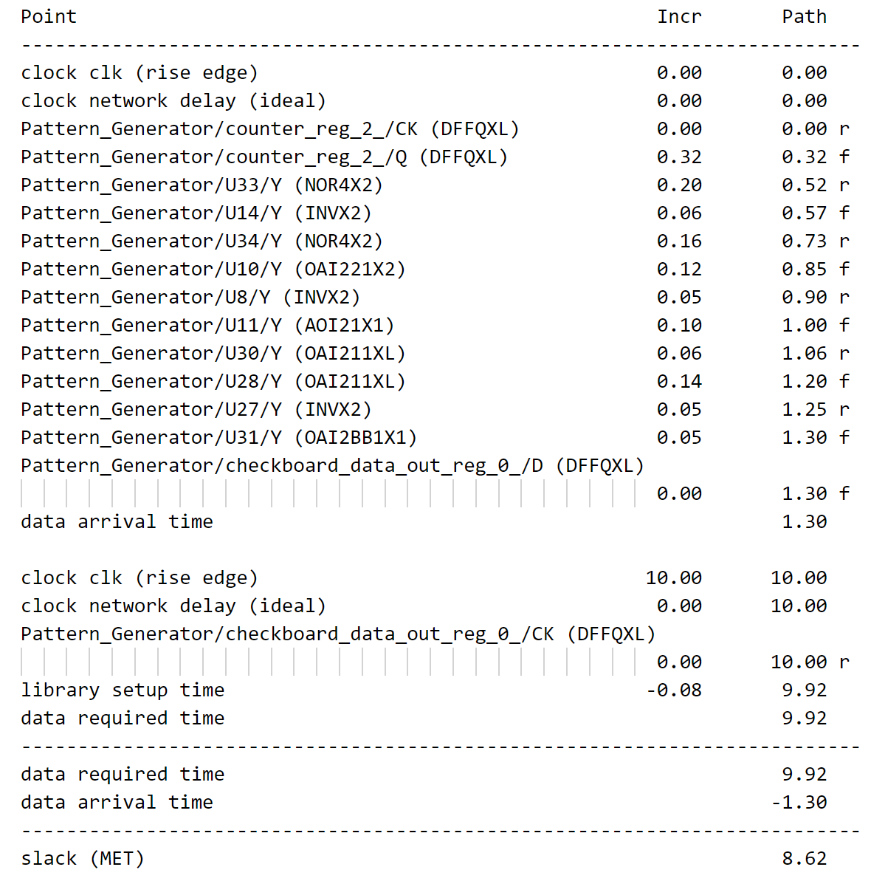 Point Incr Path
--------------------------------------------------------------------------
clock clk (rise edge) 0.00 0.00
clock network delay (ideal) 0.00 0.00
Pattern_Generator/counter_reg_2_/CK (DFFQXL) 0.00 0.00 r
Pattern_Generator/counter_reg_2_/Q (DFFQXL) 0.32 0.32 f
Pattern_Generator/U33/Y (NOR4X2) 0.20 0.52 r
Pattern_Generator/U14/Y (INVX2) 0.06 0.57 f
Pattern_Generator/U34/Y (NOR4X2) 0.16 0.73 r
Pattern_Generator/U10/Y (OAI221X2) 0.12 0.85 f
Pattern_Generator/U8/Y (INVX2) 0.05 0.90 r
Pattern_Generator/U11/Y (AOI21X1) 0.10 1.00 f
Pattern_Generator/U30/Y (OAI211XL) 0.06 1.06 r
Pattern_Generator/U28/Y (OAI211XL) 0.14 1.20 f
Pattern_Generator/U27/Y (INVX2) 0.05 1.25 r
Pattern_Generator/U31/Y (OAI2BB1X1) 0.05 1.30 f
Pattern_Generator/checkboard_data_out_reg_0_/D (DFFQXL)
0.00 1.30 f
data arrival time 1.30
clock clk (rise edge) 10.00 10.00
clock network delay (ideal) 0.00 10.00
Pattern_Generator/checkboard_data_out_reg_0_/CK (DFFQXL)
0.00 10.00 r
library setup time -0.08 9.92
data required time 9.92
--------------------------------------------------------------------------
data required time 9.92
data arrival time -1.30
--------------------------------------------------------------------------
slack (MET) 8.62